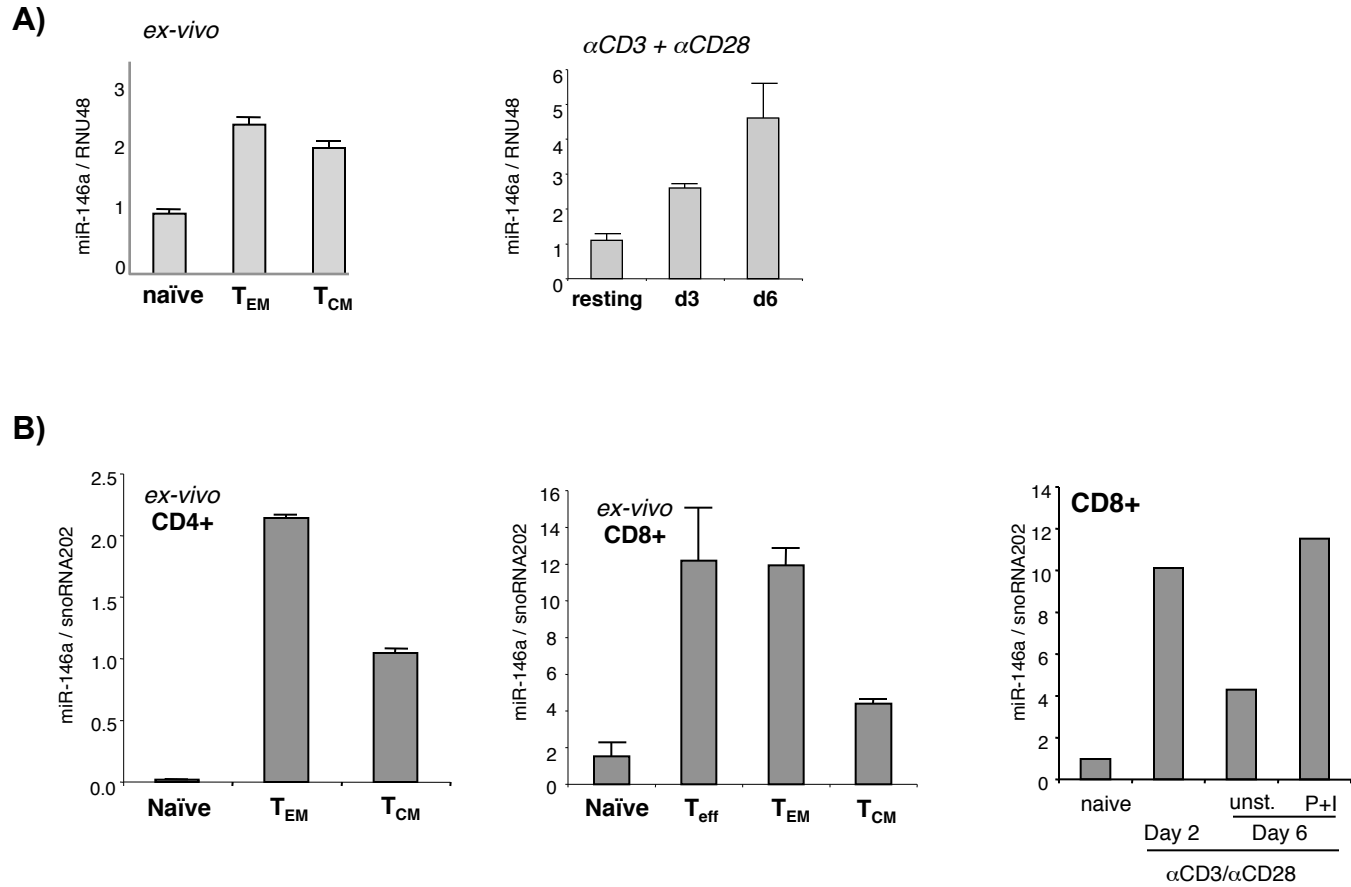 A)
ex-vivo
miR-146a / RNU48
3
2
1
0
naïve TEM TCM
αCD3 + αCD28
miR-146a / RNU48
6
5
4
3
2
1
0
resting d3 d6
B)
ex-vivo
CD4+
miR-146a / snoRNA202
2.5
2.0
1.5
1.0
0.5
0.0
Naïve TEM TCM
ex-vivo
CD8+
miR-146a / snoRNA202
16
14
12
10
8
6
4
2
0
Naïve Teff TEM TCM
CD8+
miR-146a / snoRNA202
14
12
10
8
6
4
2
0
naive unst. P+I
Day 2 Day 6
αCD3/αCD28